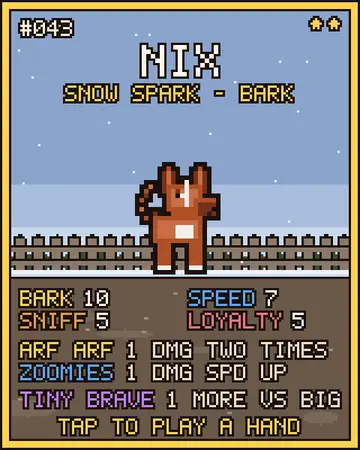 #043
NIX
SNOW SPARK - BARK
BARK 10 SPEED 7
SNIFF 5 LOYALTY 5
ARF ARF 1 DMG TWO TIMES
ZOOMIES 1 DMG SPD UP
TINY BRAVE 1 MORE VS BIG
TAP TO PLAY A HAND